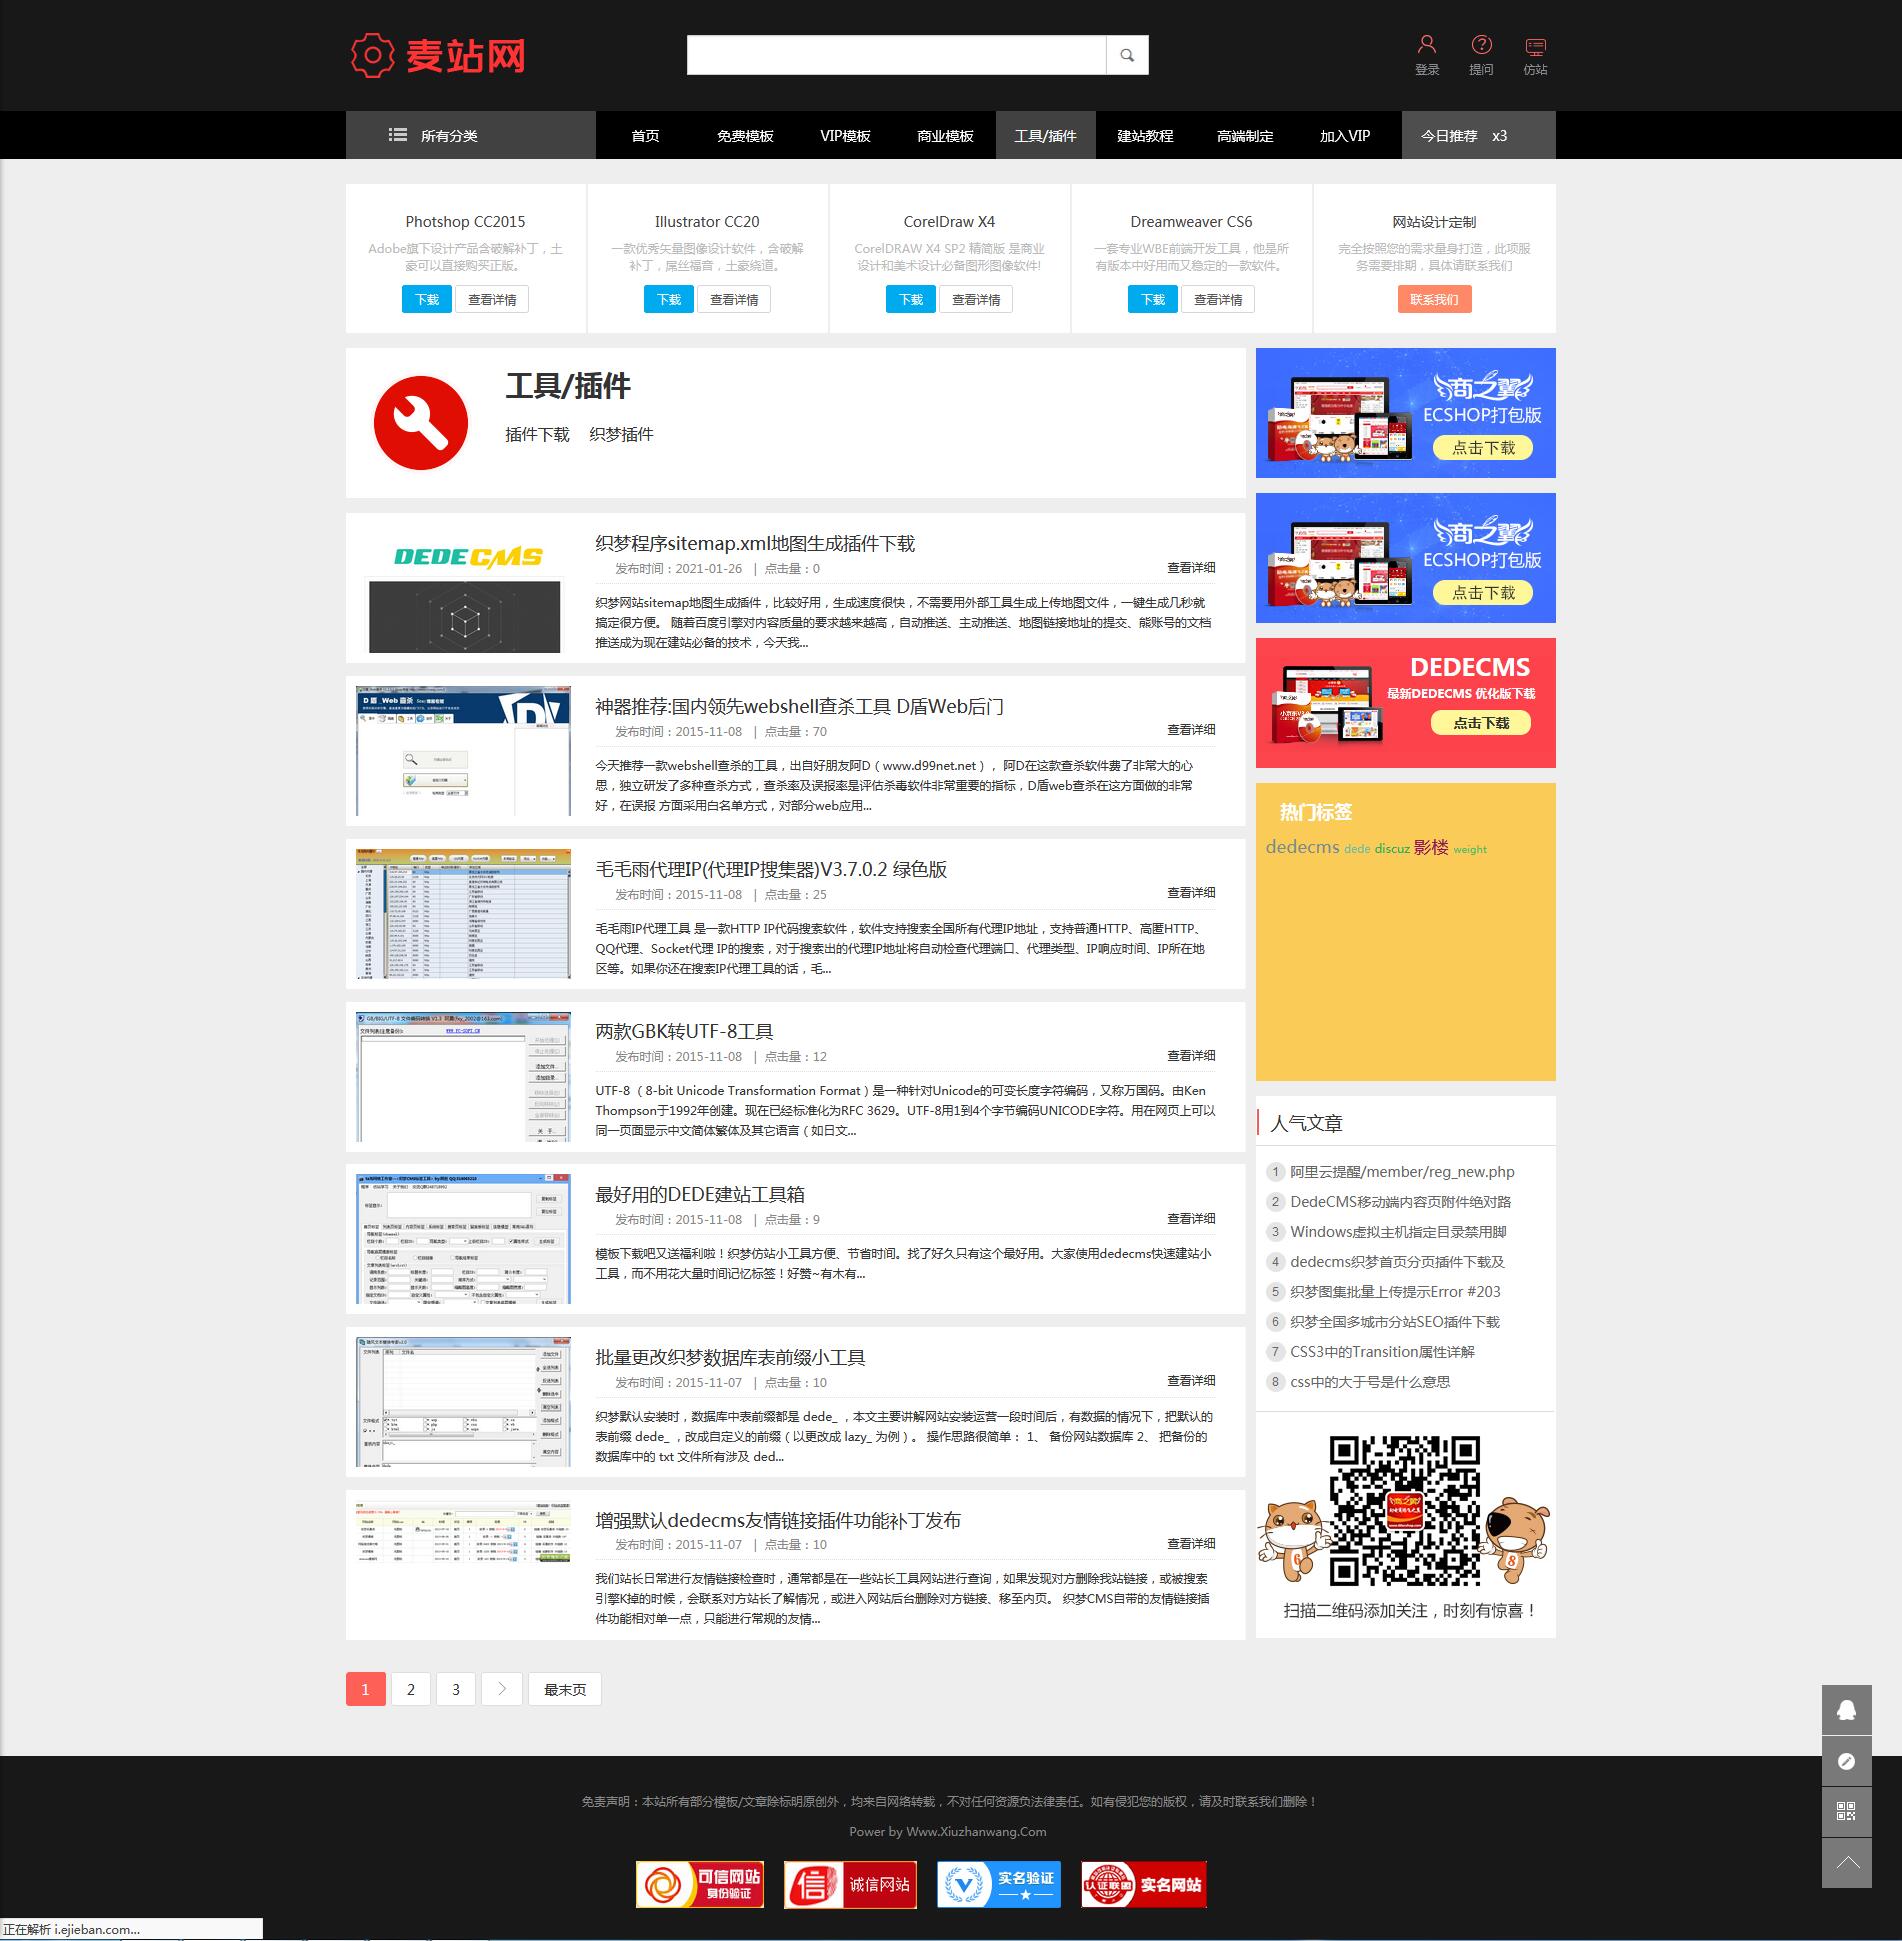 麦站网
登录 提问 仿站
所有分类 首页 免费模板 VIP模板 商业模板 工具/插件 建站教程 高端制定 加入VIP 今日推荐 x3
Photshop CC2015
Adobe旗下设计产品含破解补丁，土
豪可以直接购买正版。
下载 查看详情
Illustrator CC20
一款优秀矢量图像设计软件，含破解
补丁，屌丝福音，土豪绕道。
下载 查看详情
CorelDraw X4
CorelDRAW X4 SP2 精简版 是商业
设计和美术设计必备图形图像软件!
下载 查看详情
Dreamweaver CS6
一套专业WBE前端开发工具，他是所
有版本中好用而又稳定的一款软件。
下载 查看详情
网站设计定制
完全按照您的需求量身打造，此项服
务需要排期，具体请联系我们
联系我们
工具/插件
插件下载 织梦插件
DEDECMS
织梦程序sitemap.xml地图生成插件下载
发布时间：2021-01-26 | 点击量：0
查看详细
织梦网站sitemap地图生成插件，比较好用，生成速度很快，不需要用外部工具生成上传地图文件，一键生成几秒就
搞定很方便。 随着百度引擎对内容质量的要求越来越高，自动推送、主动推送、地图链接地址的提交、能账号的文档
推送成为现在建站必备的技术，今天我...
D盾_Web查杀
神器推荐:国内领先webshell查杀工具 D盾Web后门
发布时间：2015-11-08 | 点击量：70
查看详细
今天推荐一款webshell查杀的工具，出自好朋友阿D（www.d99net.net）， 阿D在这款查杀软件费了非常大的心
思，独立研发了多种查杀方式，查杀率及误报率是评估杀毒软件非常重要的指标，D盾web查杀在这方面做的非常
好，在误报 方面采用白名单方式，对部分web应用...
毛毛雨代理IP(代理IP搜集器)V3.7.0.2 绿色版
发布时间：2015-11-08 | 点击量：25
查看详细
毛毛雨IP代理工具 是一款HTTP IP代码搜索软件，软件支持搜索全国所有代理IP地址，支持普通HTTP、高匿HTTP、
QQ代理、Socket代理 IP的搜索，对于搜索出的代理IP地址将自动检查代理端口、代理类型、IP响应时间、IP所在地
区等。如果你还在搜索IP代理工具的话，毛...
两款GBK转UTF-8工具
发布时间：2015-11-08 | 点击量：12
查看详细
UTF-8 （ 8-bit Unicode Transformation Format ）是一种针对Unicode的可变长度字符编码，又称万国码。由Ken
Thompson于1992年创建。现在已经标准化为RFC 3629。UTF-8用1到4个字节编码UNICODE字符。用在网页上可以
同一页面显示中文简体繁体及其它语言（如日文...
最好用的DEDE建站工具箱
发布时间：2015-11-08 | 点击量：9
查看详细
模板下载吧又送福利啦！织梦仿站小工具方便、节省时间。找了好久只有这个最好用。大家使用dedecms快速建站小
工具，而不用花大量时间记忆标签！好赞~有木有...
批量更改织梦数据库表前缀小工具
发布时间：2015-11-07 | 点击量：10
查看详细
织梦默认安装时，数据库中表前缀都是 dede_ ，本文主要讲解网站安装运营一段时间后，有数据的情况下，把默认的
表前缀 dede_ ，改成自定义的前缀（以更改成 lazy_ 为例）。 操作思路很简单： 1、 备份网站数据库 2、 把备份的
数据库中的 txt 文件所有涉及 ded...
增强默认dedecms友情链接插件功能补丁发布
发布时间：2015-11-07 | 点击量：10
查看详细
我们站长日常进行友情链接检查时，通常都是在一些站长工具网站进行查询，如果发现对方删除我站链接，或被搜索
引擎K掉的时候，会联系对方站长了解情况，或进入网站后台删除对方链接、移至内页。 织梦CMS自带的友情链接插
件功能相对单一点，只能进行常规的友情...
1 2 3 最末页
商之翼
ECSHOP打包版
点击下载
商之翼
ECSHOP打包版
点击下载
DEDECMS
最新DEDECMS 优化版下载
点击下载
热门标签
dedecms dede discuz 影楼 weight
人气文章
1 阿里云提醒/member/reg_new.php
2 DedeCMS移动端内容页附件绝对路
3 Windows虚拟主机指定目录禁用脚
4 dedecms织梦首页分页插件下载及
5 织梦图集批量上传提示Error #203
6 织梦全国多城市分站SEO插件下载
7 CSS3中的Transition属性详解
8 css中的大于号是什么意思
扫描二维码添加关注，时刻有惊喜！
免责声明：本站所有部分模板/文章除标明原创外，均来自网络转载，不对任何资源负法律责任。如有侵犯您的版权，请及时联系我们删除！
Power by Www.Xiuzhanwang.Com
可信网站
身份验证
诚信网站
实名验证
实名网站
正在解析 i.ejieban.com...